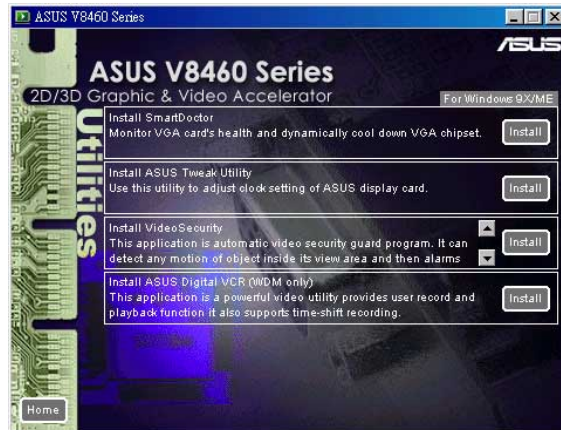 ASUS V8460 Series
ASUS
ASUS V8460 Series
2D/3D Graphic & Video Accelerator
For Windows 9X/ME
Utilities
Install SmartDoctor
Monitor VGA card's health and dynamically cool down VGA chipset.
Install
Install ASUS Tweak Utility
Use this utility to adjust clock setting of ASUS display card.
Install
Install VideoSecurity
This application is automatic video security guard program. It can
detect any motion of object inside its view area and then alarms
Install
Install ASUS Digital VCR (WDM only)
This application is a powerful video utility provides user record and
playback function it also supports time-shift recording.
Install
Home